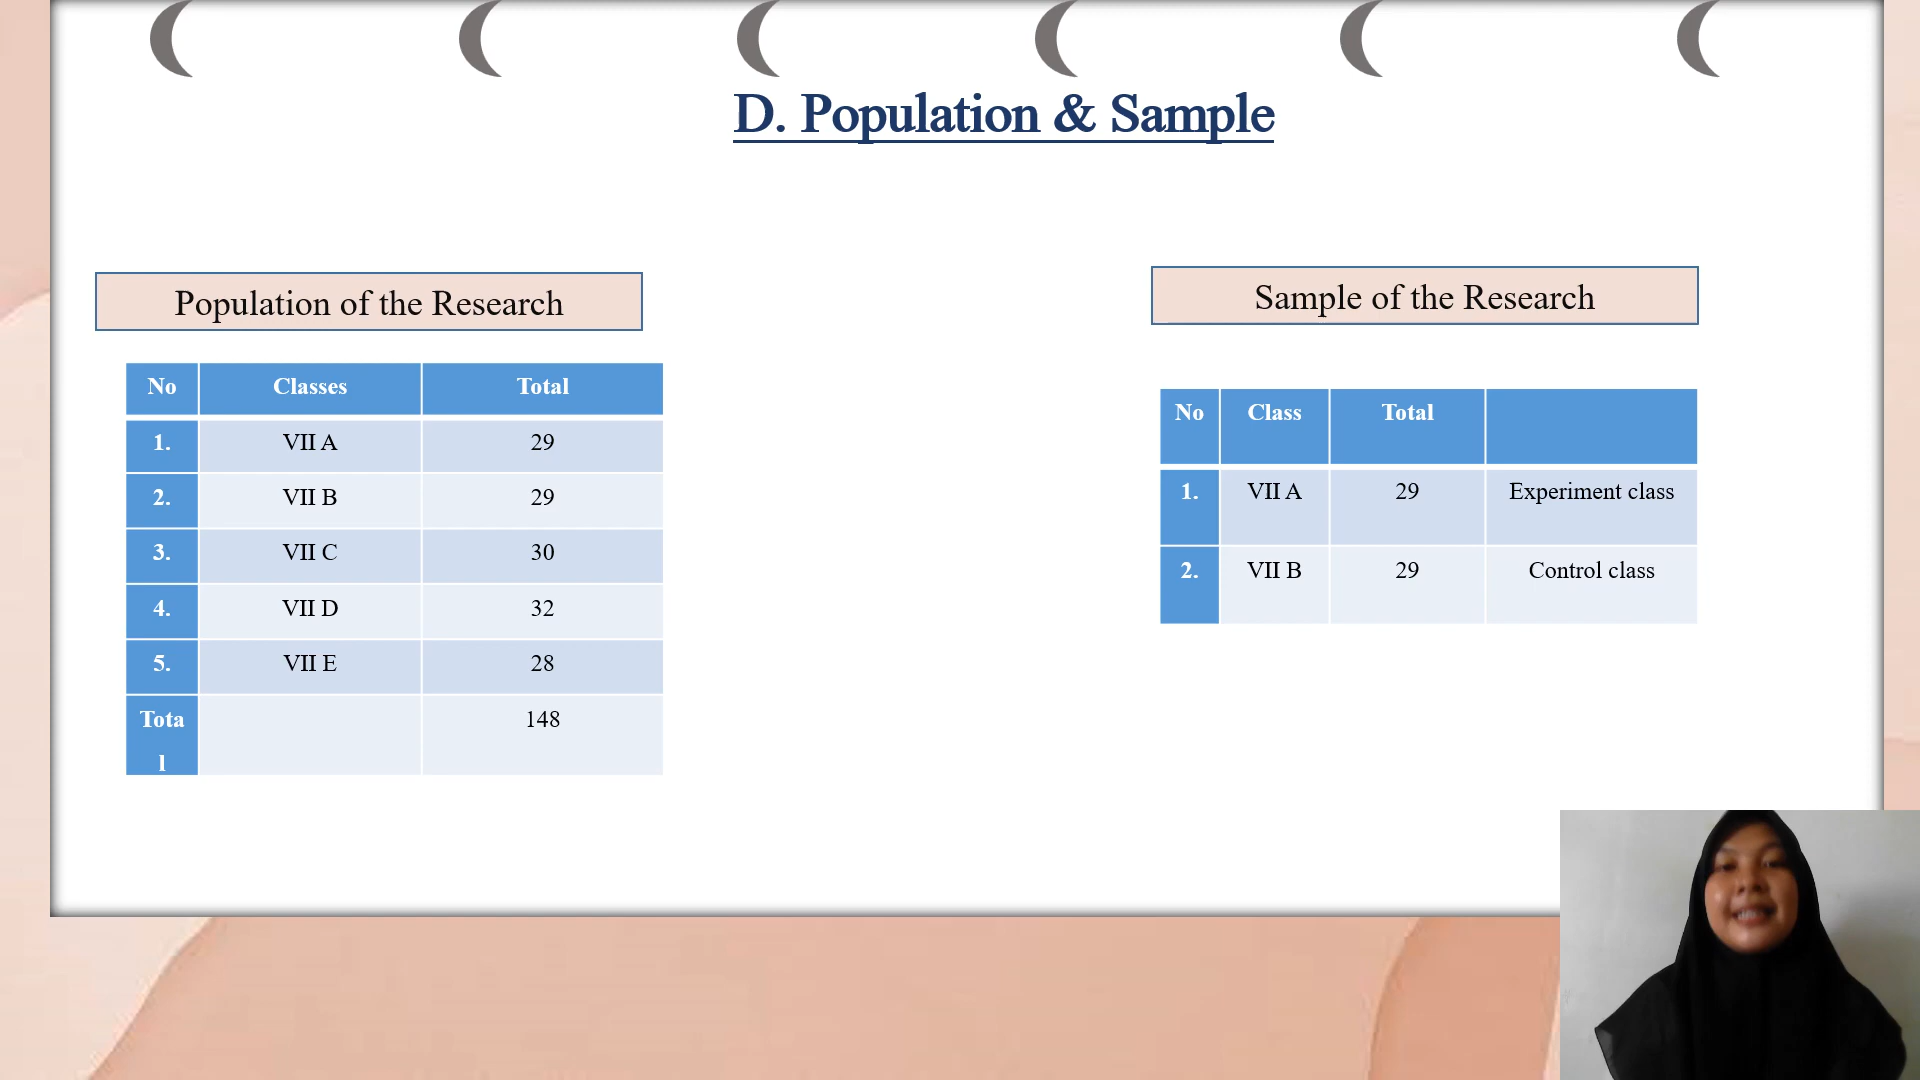 D. Population & Sample
Population of the Research
No Classes Total
1. VII A 29
2. VII B 29
3. VII C 30
4. VII D 32
5. VII E 28
Tota 148
l
Sample of the Research
No Class Total
1. VII A 29 Experiment class
2. VII B 29 Control class